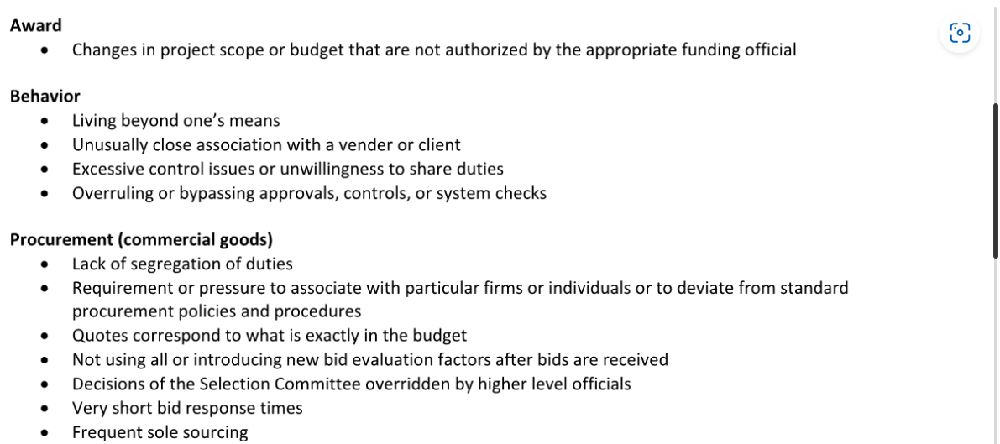 Award
• Changes in project scope or budget that are not authorized by the appropriate funding official
Behavior
• Living beyond one’s means
• Unusually close association with a vender or client
• Excessive control issues or unwillingness to share duties
• Overruling or bypassing approvals, controls, or system checks
Procurement (commercial goods)
• Lack of segregation of duties
• Requirement or pressure to associate with particular firms or individuals or to deviate from standard
procurement policies and procedures
• Quotes correspond to what is exactly in the budget
• Not using all or introducing new bid evaluation factors after bids are received
• Decisions of the Selection Committee overridden by higher level officials
• Very short bid response times
• Frequent sole sourcing